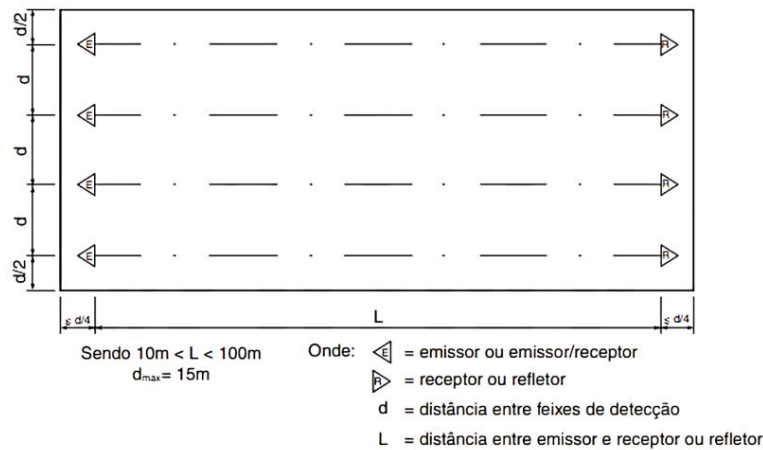 d/2
E
R
d
E
R
d
E
R
d
E
R
d/2
≤ d/4
L
≤ d/4
Sendo 10m < L < 100m
dmax= 15m
Onde: E = emissor ou emissor/receptor
R = receptor ou refletor
d = distância entre feixes de detecção
L = distância entre emissor e receptor ou refletor